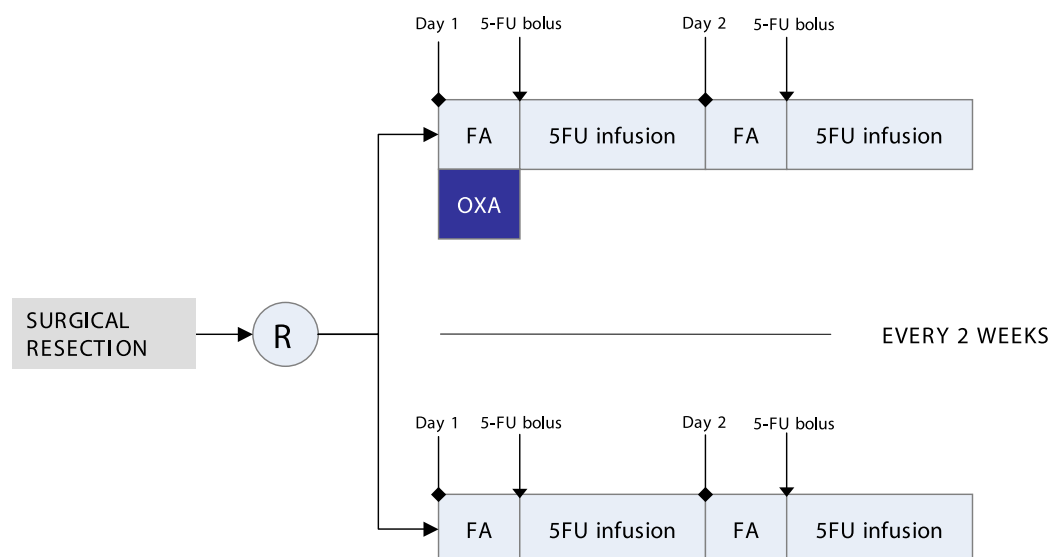 Day 1 5-FU bolus Day 2 5-FU bolus
FA 5FU infusion FA 5FU infusion
OXA
SURGICAL
RESECTION
R
EVERY 2 WEEKS
Day 1 5-FU bolus Day 2 5-FU bolus
FA 5FU infusion FA 5FU infusion